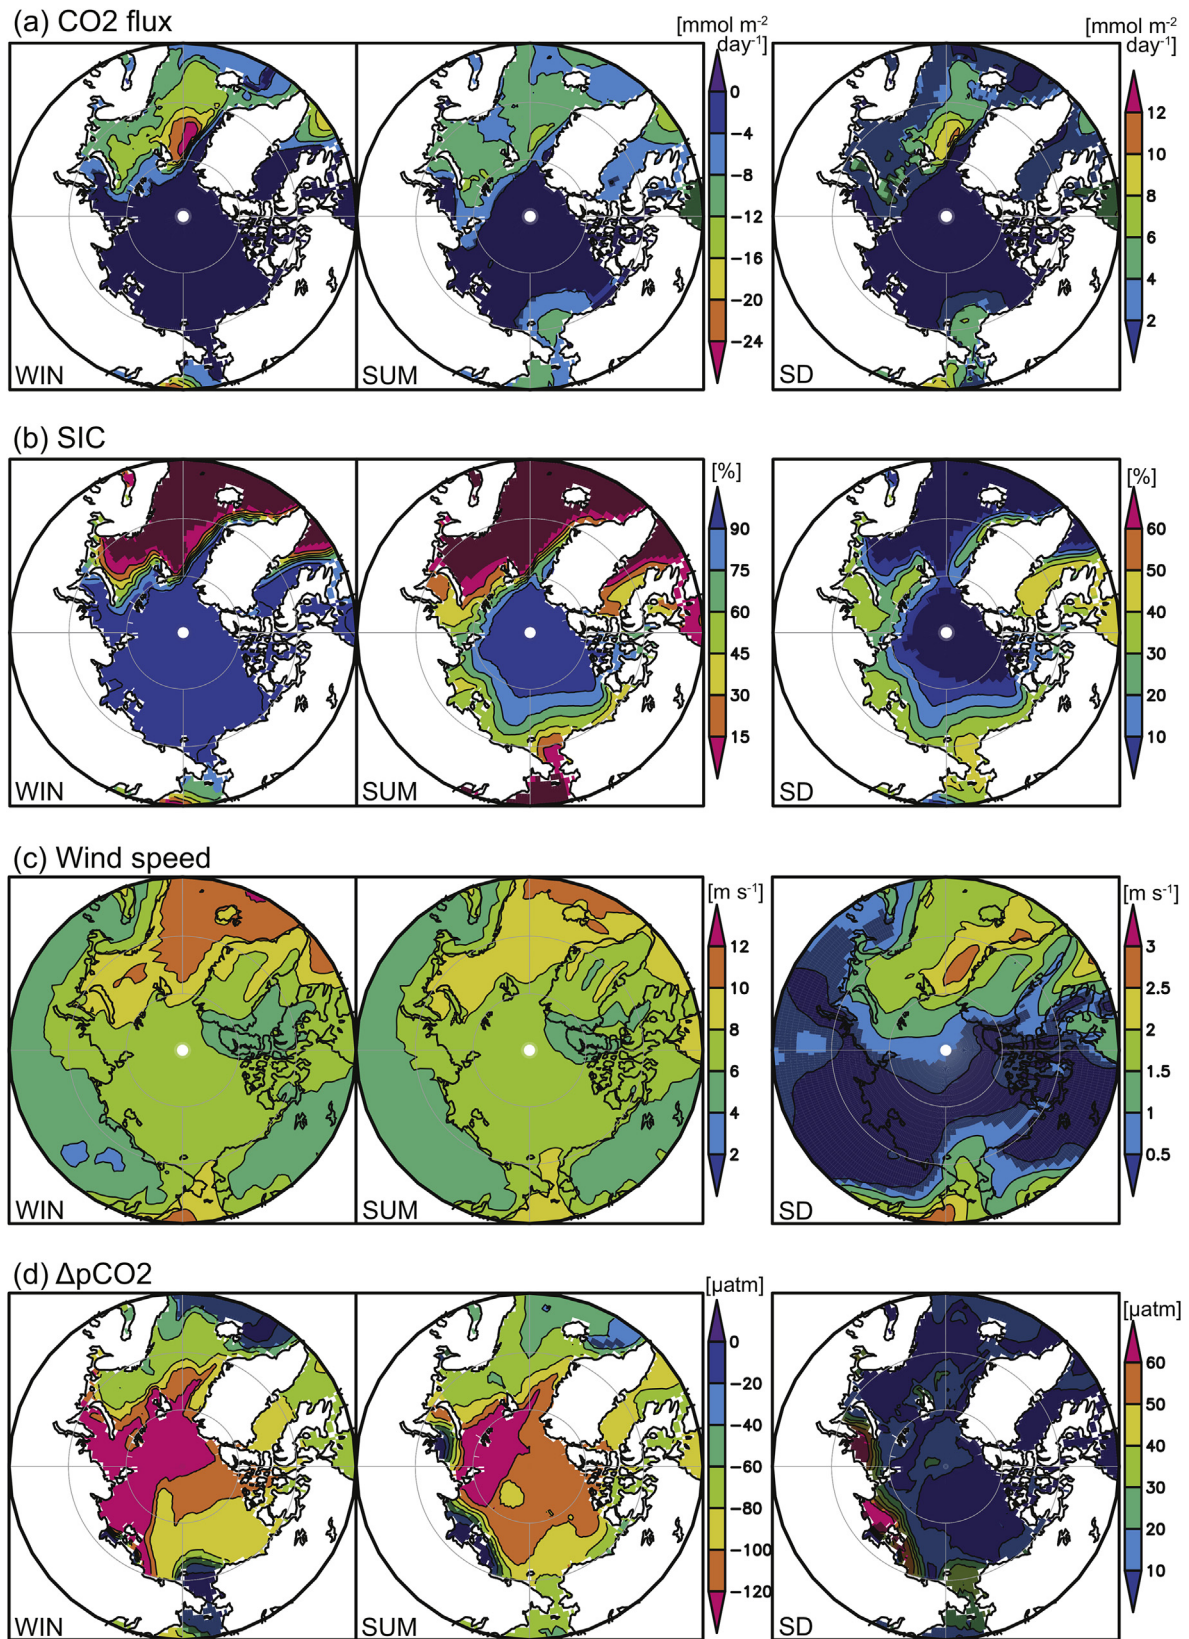 (a) CO2 flux
[mmol m-2
day-1]
[mmol m-2
day-1]
0
−4
−8
−12
−16
−20
−24
12
10
8
6
4
2
WIN
SUM
SD
(b) SIC
[%]
[%]
90
75
60
45
30
15
60
50
40
30
20
10
WIN
SUM
SD
(c) Wind speed
[m s-1]
[m s-1]
12
10
8
6
4
2
3
2.5
2
1.5
1
0.5
WIN
SUM
SD
(d) ΔpCO2
[µatm]
[µatm]
0
−20
−40
−60
−80
−100
−120
60
50
40
30
20
10
WIN
SUM
SD